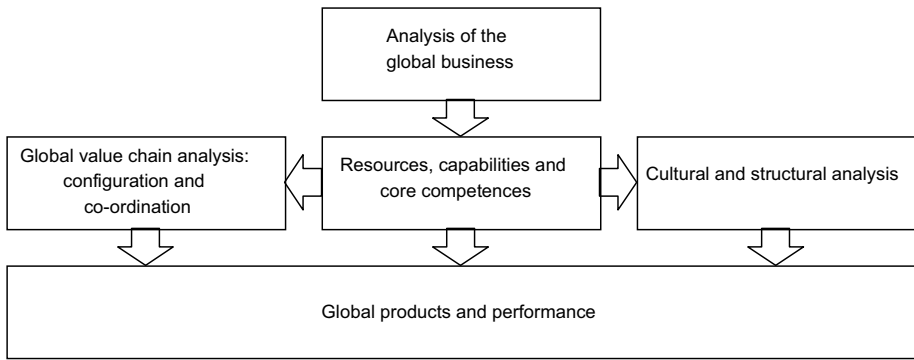 Analysis of the
global business
Global value chain analysis:
configuration and
co-ordination
Resources, capabilities and
core competences
Cultural and structural analysis
Global products and performance